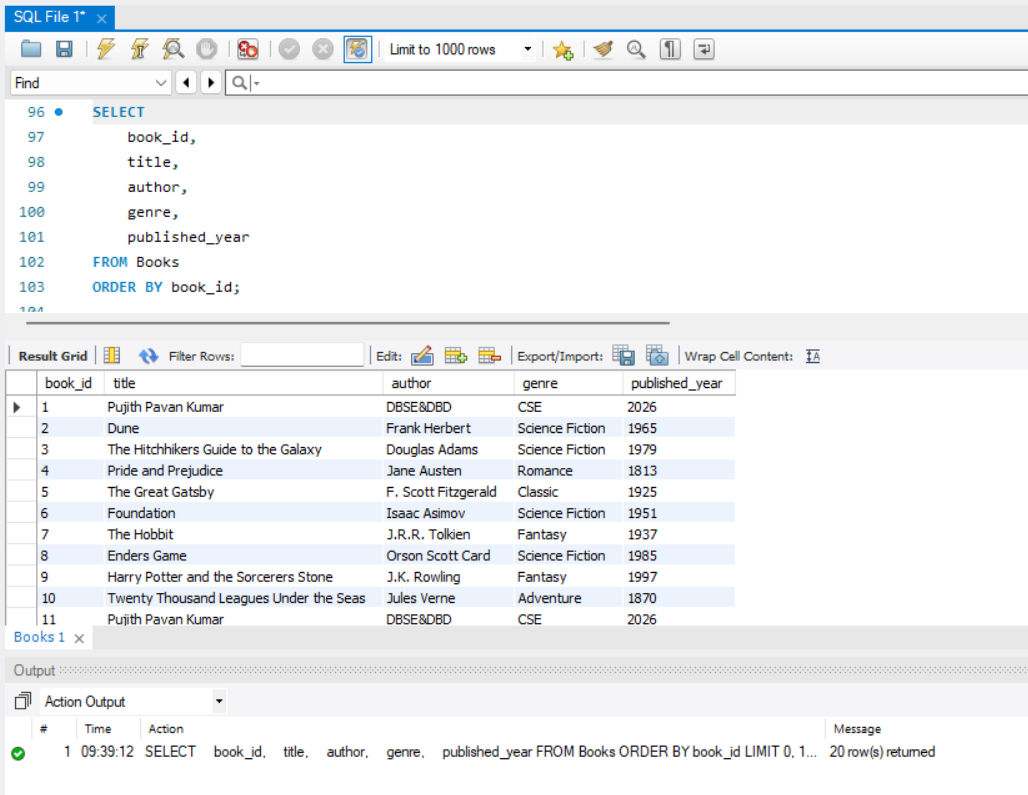 SQL File 1* ×
Limit to 1000 rows
Find
96 SELECT
97 book_id,
98 title,
99 author,
100 genre,
101 published_year
102 FROM Books
103 ORDER BY book_id;
104
Result Grid Filter Rows: Edit: Export/Import: Wrap Cell Content: IA
book_id title author genre published_year
1 Pujith Pavan Kumar DBSE&DBD CSE 2026
2 Dune Frank Herbert Science Fiction 1965
3 The Hitchhikers Guide to the Galaxy Douglas Adams Science Fiction 1979
4 Pride and Prejudice Jane Austen Romance 1813
5 The Great Gatsby F. Scott Fitzgerald Classic 1925
6 Foundation Isaac Asimov Science Fiction 1951
7 The Hobbit J.R.R. Tolkien Fantasy 1937
8 Enders Game Orson Scott Card Science Fiction 1985
9 Harry Potter and the Sorcerers Stone J.K. Rowling Fantasy 1997
10 Twenty Thousand Leagues Under the Seas Jules Verne Adventure 1870
11 Pujith Pavan Kumar DBSE&DBD CSE 2026
Books 1 ×
Output
Action Output
# Time Action Message
1 09:39:12 SELECT book_id, title, author, genre, published_year FROM Books ORDER BY book_id LIMIT 0, 1... 20 row(s) returned